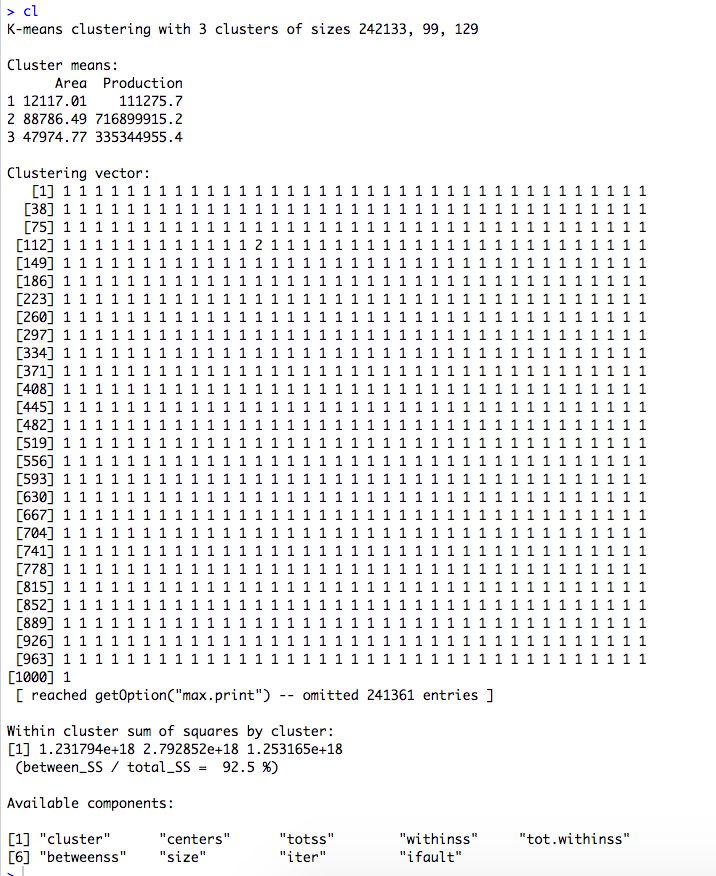 > cl
K-means clustering with 3 clusters of sizes 242133, 99, 129

Cluster means:
      Area  Production
1 12117.01    111275.7
2 88786.49 716899915.2
3 47974.77 335344955.4

Clustering vector:
   [1] 1 1 1 1 1 1 1 1 1 1 1 1 1 1 1 1 1 1 1 1 1 1 1 1 1 1 1 1 1 1 1 1 1 1 1 1 1
  [38] 1 1 1 1 1 1 1 1 1 1 1 1 1 1 1 1 1 1 1 1 1 1 1 1 1 1 1 1 1 1 1 1 1 1 1 1 1
  [75] 1 1 1 1 1 1 1 1 1 1 1 1 1 1 1 1 1 1 1 1 1 1 1 1 1 1 1 1 1 1 1 1 1 1 1 1 1
 [112] 1 1 1 1 1 1 1 1 1 1 1 1 2 1 1 1 1 1 1 1 1 1 1 1 1 1 1 1 1 1 1 1 1 1 1 1 1
 [149] 1 1 1 1 1 1 1 1 1 1 1 1 1 1 1 1 1 1 1 1 1 1 1 1 1 1 1 1 1 1 1 1 1 1 1 1 1
 [186] 1 1 1 1 1 1 1 1 1 1 1 1 1 1 1 1 1 1 1 1 1 1 1 1 1 1 1 1 1 1 1 1 1 1 1 1 1
 [223] 1 1 1 1 1 1 1 1 1 1 1 1 1 1 1 1 1 1 1 1 1 1 1 1 1 1 1 1 1 1 1 1 1 1 1 1 1
 [260] 1 1 1 1 1 1 1 1 1 1 1 1 1 1 1 1 1 1 1 1 1 1 1 1 1 1 1 1 1 1 1 1 1 1 1 1 1
 [297] 1 1 1 1 1 1 1 1 1 1 1 1 1 1 1 1 1 1 1 1 1 1 1 1 1 1 1 1 1 1 1 1 1 1 1 1 1
 [334] 1 1 1 1 1 1 1 1 1 1 1 1 1 1 1 1 1 1 1 1 1 1 1 1 1 1 1 1 1 1 1 1 1 1 1 1 1
 [371] 1 1 1 1 1 1 1 1 1 1 1 1 1 1 1 1 1 1 1 1 1 1 1 1 1 1 1 1 1 1 1 1 1 1 1 1 1
 [408] 1 1 1 1 1 1 1 1 1 1 1 1 1 1 1 1 1 1 1 1 1 1 1 1 1 1 1 1 1 1 1 1 1 1 1 1 1
 [445] 1 1 1 1 1 1 1 1 1 1 1 1 1 1 1 1 1 1 1 1 1 1 1 1 1 1 1 1 1 1 1 1 1 1 1 1 1
 [482] 1 1 1 1 1 1 1 1 1 1 1 1 1 1 1 1 1 1 1 1 1 1 1 1 1 1 1 1 1 1 1 1 1 1 1 1 1
 [519] 1 1 1 1 1 1 1 1 1 1 1 1 1 1 1 1 1 1 1 1 1 1 1 1 1 1 1 1 1 1 1 1 1 1 1 1 1
 [556] 1 1 1 1 1 1 1 1 1 1 1 1 1 1 1 1 1 1 1 1 1 1 1 1 1 1 1 1 1 1 1 1 1 1 1 1 1
 [593] 1 1 1 1 1 1 1 1 1 1 1 1 1 1 1 1 1 1 1 1 1 1 1 1 1 1 1 1 1 1 1 1 1 1 1 1 1
 [630] 1 1 1 1 1 1 1 1 1 1 1 1 1 1 1 1 1 1 1 1 1 1 1 1 1 1 1 1 1 1 1 1 1 1 1 1 1
 [667] 1 1 1 1 1 1 1 1 1 1 1 1 1 1 1 1 1 1 1 1 1 1 1 1 1 1 1 1 1 1 1 1 1 1 1 1 1
 [704] 1 1 1 1 1 1 1 1 1 1 1 1 1 1 1 1 1 1 1 1 1 1 1 1 1 1 1 1 1 1 1 1 1 1 1 1 1
 [741] 1 1 1 1 1 1 1 1 1 1 1 1 1 1 1 1 1 1 1 1 1 1 1 1 1 1 1 1 1 1 1 1 1 1 1 1 1
 [778] 1 1 1 1 1 1 1 1 1 1 1 1 1 1 1 1 1 1 1 1 1 1 1 1 1 1 1 1 1 1 1 1 1 1 1 1 1
 [815] 1 1 1 1 1 1 1 1 1 1 1 1 1 1 1 1 1 1 1 1 1 1 1 1 1 1 1 1 1 1 1 1 1 1 1 1 1
 [852] 1 1 1 1 1 1 1 1 1 1 1 1 1 1 1 1 1 1 1 1 1 1 1 1 1 1 1 1 1 1 1 1 1 1 1 1 1
 [889] 1 1 1 1 1 1 1 1 1 1 1 1 1 1 1 1 1 1 1 1 1 1 1 1 1 1 1 1 1 1 1 1 1 1 1 1 1
 [926] 1 1 1 1 1 1 1 1 1 1 1 1 1 1 1 1 1 1 1 1 1 1 1 1 1 1 1 1 1 1 1 1 1 1 1 1 1
 [963] 1 1 1 1 1 1 1 1 1 1 1 1 1 1 1 1 1 1 1 1 1 1 1 1 1 1 1 1 1 1 1 1 1 1 1 1 1
[1000] 1
 [ reached getOption("max.print") -- omitted 241361 entries ]

Within cluster sum of squares by cluster:
[1] 1.231794e+18 2.792852e+18 1.253165e+18
 (between_SS / total_SS =  92.5 %)

Available components:

[1] "cluster"      "centers"      "totss"        "withinss"     "tot.withinss"
[6] "betweenss"    "size"         "iter"         "ifault"
>